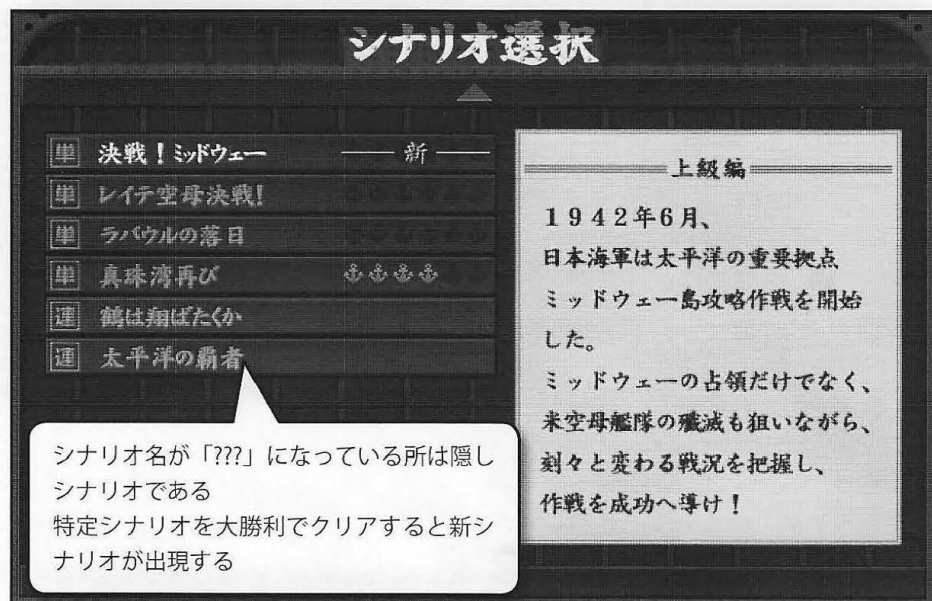 シナリオ選択
単 決戦！ミッドウェー ―― 新 ――
単 レイテ空母決戦！
単 ラバウルの落日
単 真珠湾再び
連 鶴は翔ばたくか
連 太平洋の覇者
上級編
１９４２年６月、
日本海軍は太平洋の重要拠点
ミッドウェー島攻略作戦を開始
した。
ミッドウェーの占領だけでなく、
米空母艦隊の殲滅も狙いながら、
刻々と変わる戦況を把握し、
作戦を成功へ導け！
シナリオ名が「???」になっている所は隠し
シナリオである
特定シナリオを大勝利でクリアすると新シ
ナリオが出現する